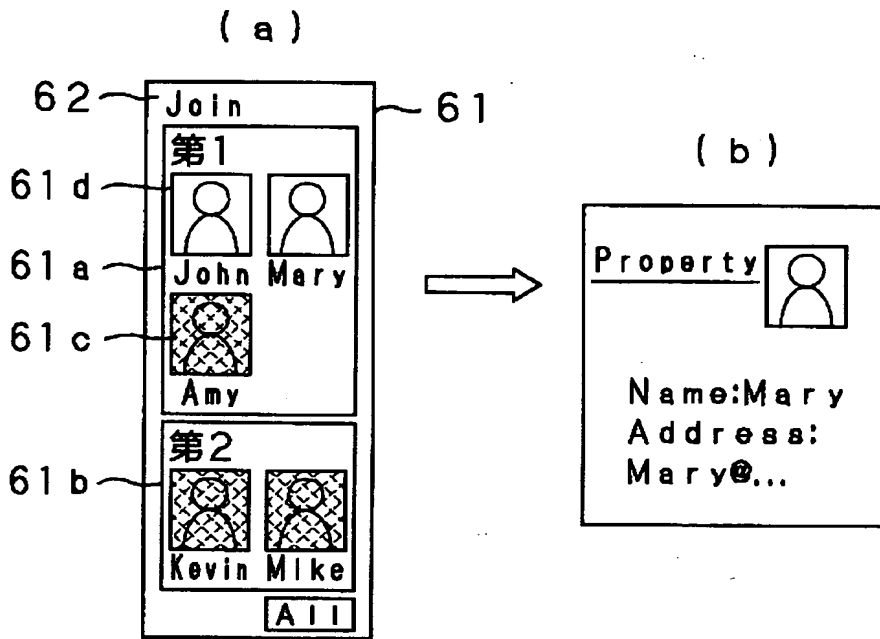 (a)
62 Join 61
第1
61d
John Mary
61a
61c
Amy
第2
61b
Kevin Mike
All
(b)
Property
Name:Mary
Address:
Mary@...